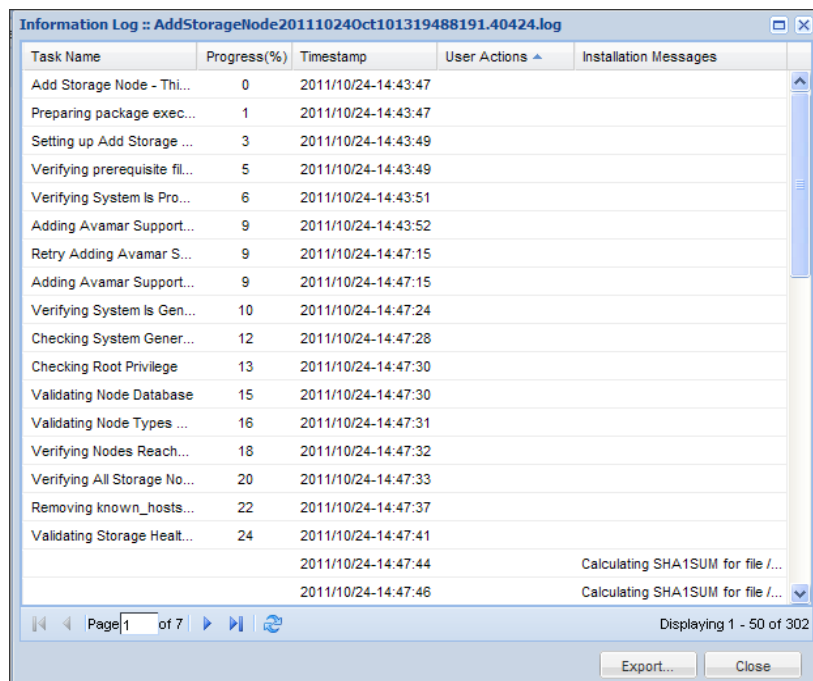 Information Log :: AddStorageNode20111024Oct101319488191.40424.log
Task Name Progress(%) Timestamp User Actions Installation Messages
Add Storage Node - Thi... 0 2011/10/24-14:43:47
Preparing package exec... 1 2011/10/24-14:43:47
Setting up Add Storage ... 3 2011/10/24-14:43:49
Verifying prerequisite fil... 5 2011/10/24-14:43:49
Verifying System Is Pro... 6 2011/10/24-14:43:51
Adding Avamar Support... 9 2011/10/24-14:43:52
Retry Adding Avamar S... 9 2011/10/24-14:47:15
Adding Avamar Support... 9 2011/10/24-14:47:15
Verifying System Is Gen... 10 2011/10/24-14:47:24
Checking System Gener... 12 2011/10/24-14:47:28
Checking Root Privilege 13 2011/10/24-14:47:30
Validating Node Database 15 2011/10/24-14:47:30
Validating Node Types ... 16 2011/10/24-14:47:31
Verifying Nodes Reach... 18 2011/10/24-14:47:32
Verifying All Storage No... 20 2011/10/24-14:47:33
Removing known_hosts... 22 2011/10/24-14:47:37
Validating Storage Healt... 24 2011/10/24-14:47:41
2011/10/24-14:47:44 Calculating SHA1SUM for file /...
2011/10/24-14:47:46 Calculating SHA1SUM for file /...
Page 1 of 7 Displaying 1 - 50 of 302
Export... Close